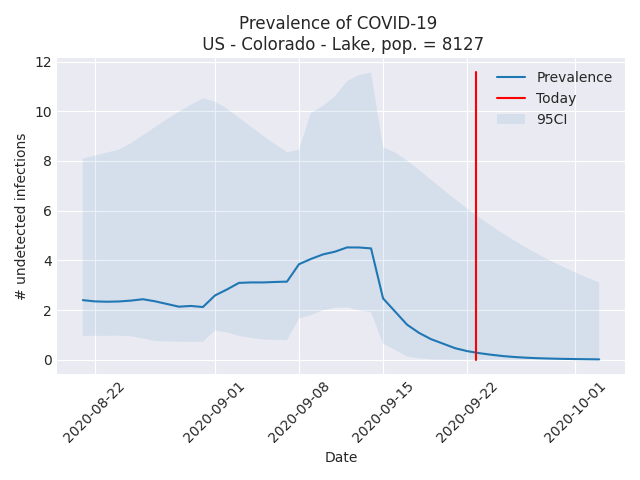 Prevalence of COVID-19
US - Colorado - Lake, pop. = 8127
12
10
8
6
4
2
0
# undetected infections
Prevalence
Today
95CI
2020-08-22
2020-09-01
2020-09-08
2020-09-15
2020-09-22
2020-10-01
Date